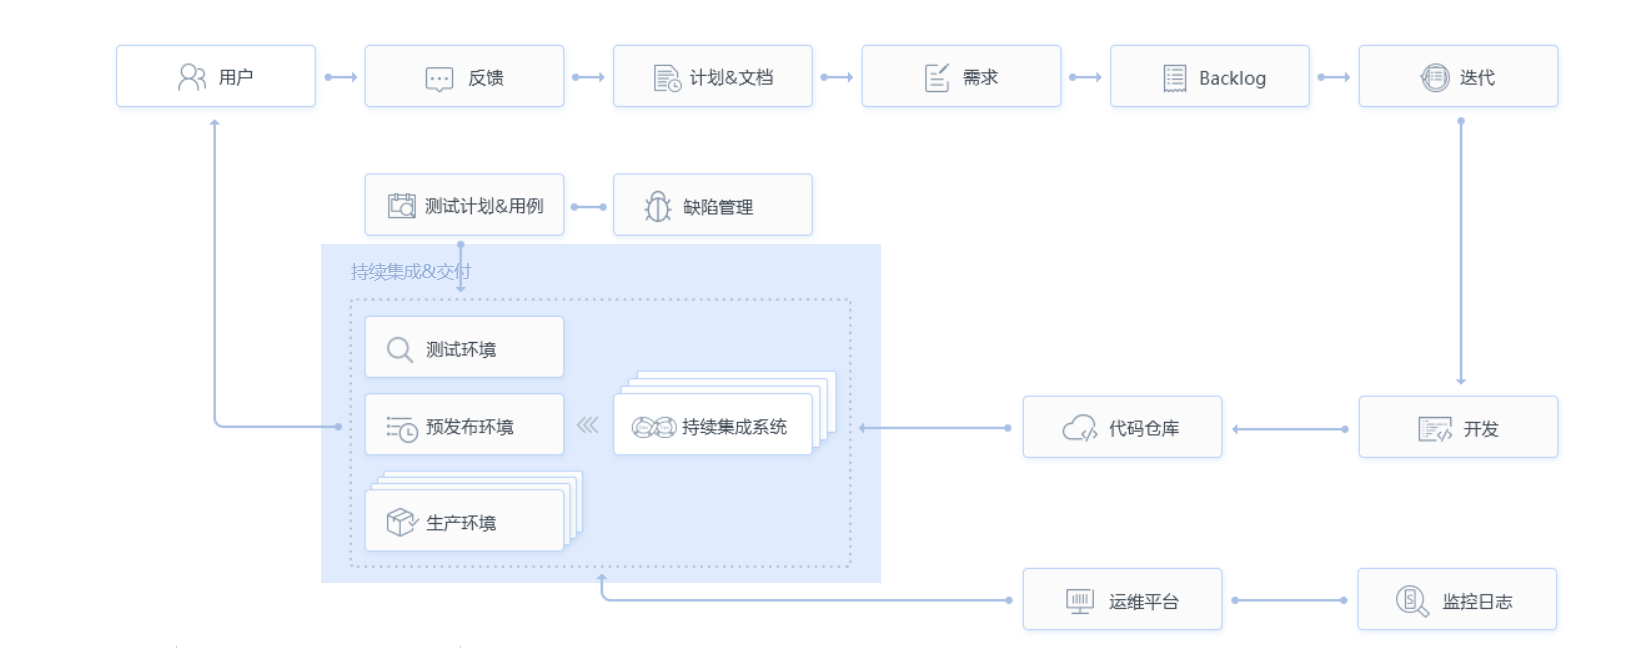 用户
反馈
计划&文档
需求
Backlog
迭代
测试计划&用例
缺陷管理
持续集成&交付
测试环境
预发布环境
持续集成系统
代码仓库
开发
生产环境
运维平台
监控日志